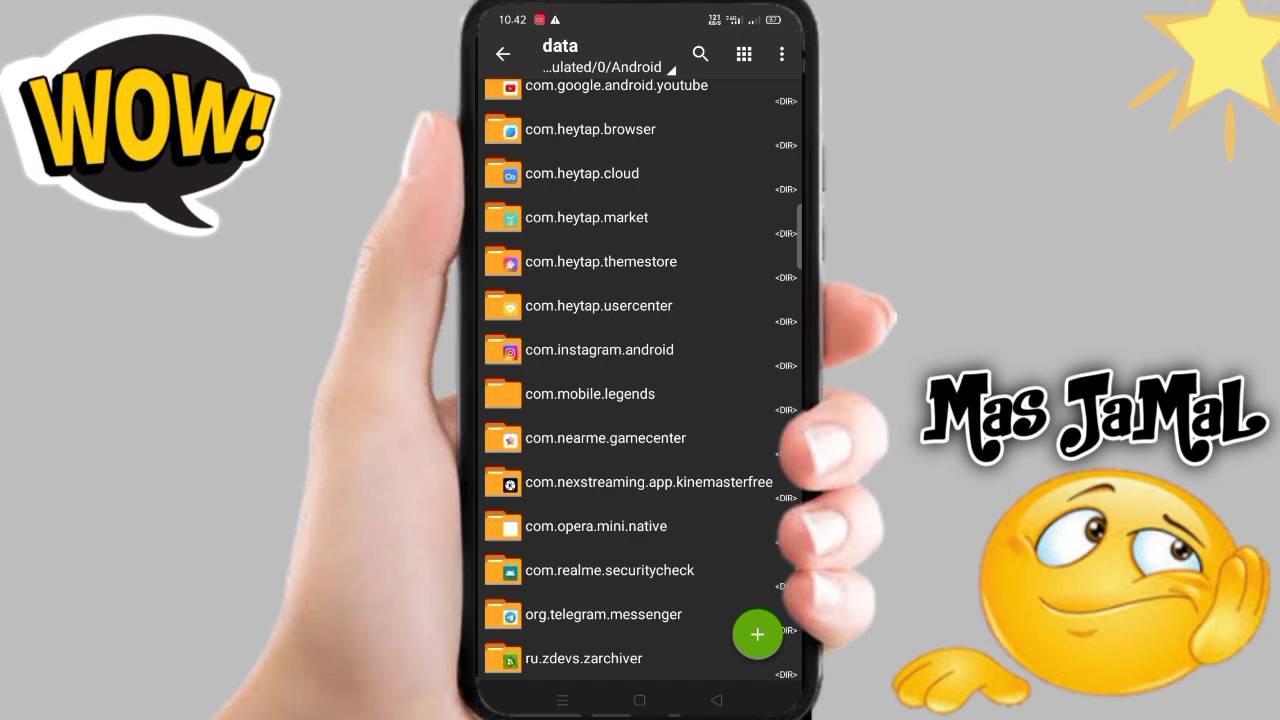 WOW!
10.42
121
KB/S
57
data
...ulated/0/Android
com.google.android.youtube
<DIR>
com.heytap.browser
<DIR>
com.heytap.cloud
<DIR>
com.heytap.market
<DIR>
com.heytap.themestore
<DIR>
com.heytap.usercenter
<DIR>
com.instagram.android
<DIR>
com.mobile.legends
<DIR>
com.nearme.gamecenter
com.nexstreaming.app.kinemasterfree
<DIR>
com.opera.mini.native
com.realme.securitycheck
org.telegram.messenger
ru.zdevs.zarchiver
<DIR>
Mas JaMaL